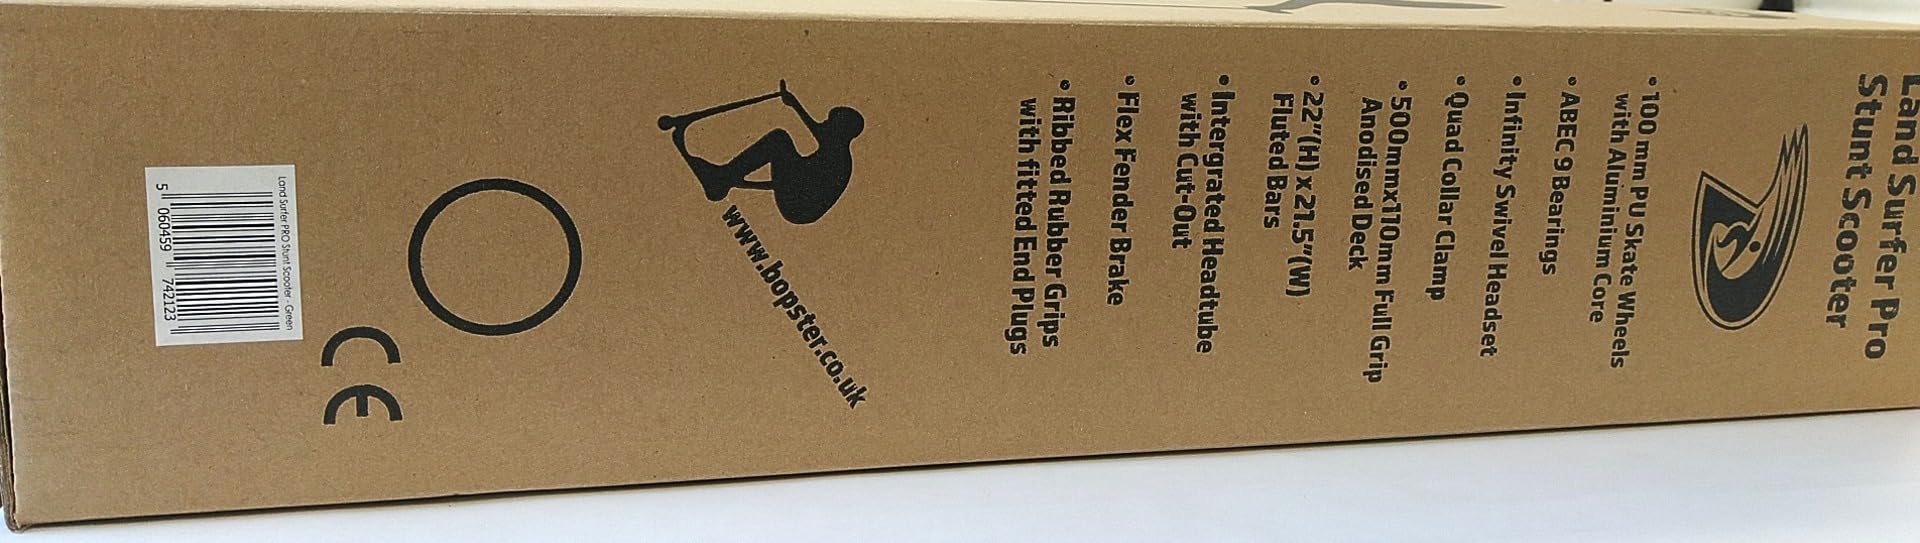 Land Surfer Pro
Stunt Scooter
• 100 mm PU Skate Wheels
with Aluminium Core
• ABEC 9 Bearings
• Infinity Swivel Headset
• Quad Collar Clamp
• 500mmx110mm Full Grip
Anodised Deck
• 22"(H) x 21.5"(W)
Fluted Bars
• Intergrated Headtube
with Cut-Out
• Flex Fender Brake
• Ribbed Rubber Grips
with fitted End Plugs
www.bopster.co.uk
CE
Land Surfer PRO Stunt Scooter - Green
5 060459 742123